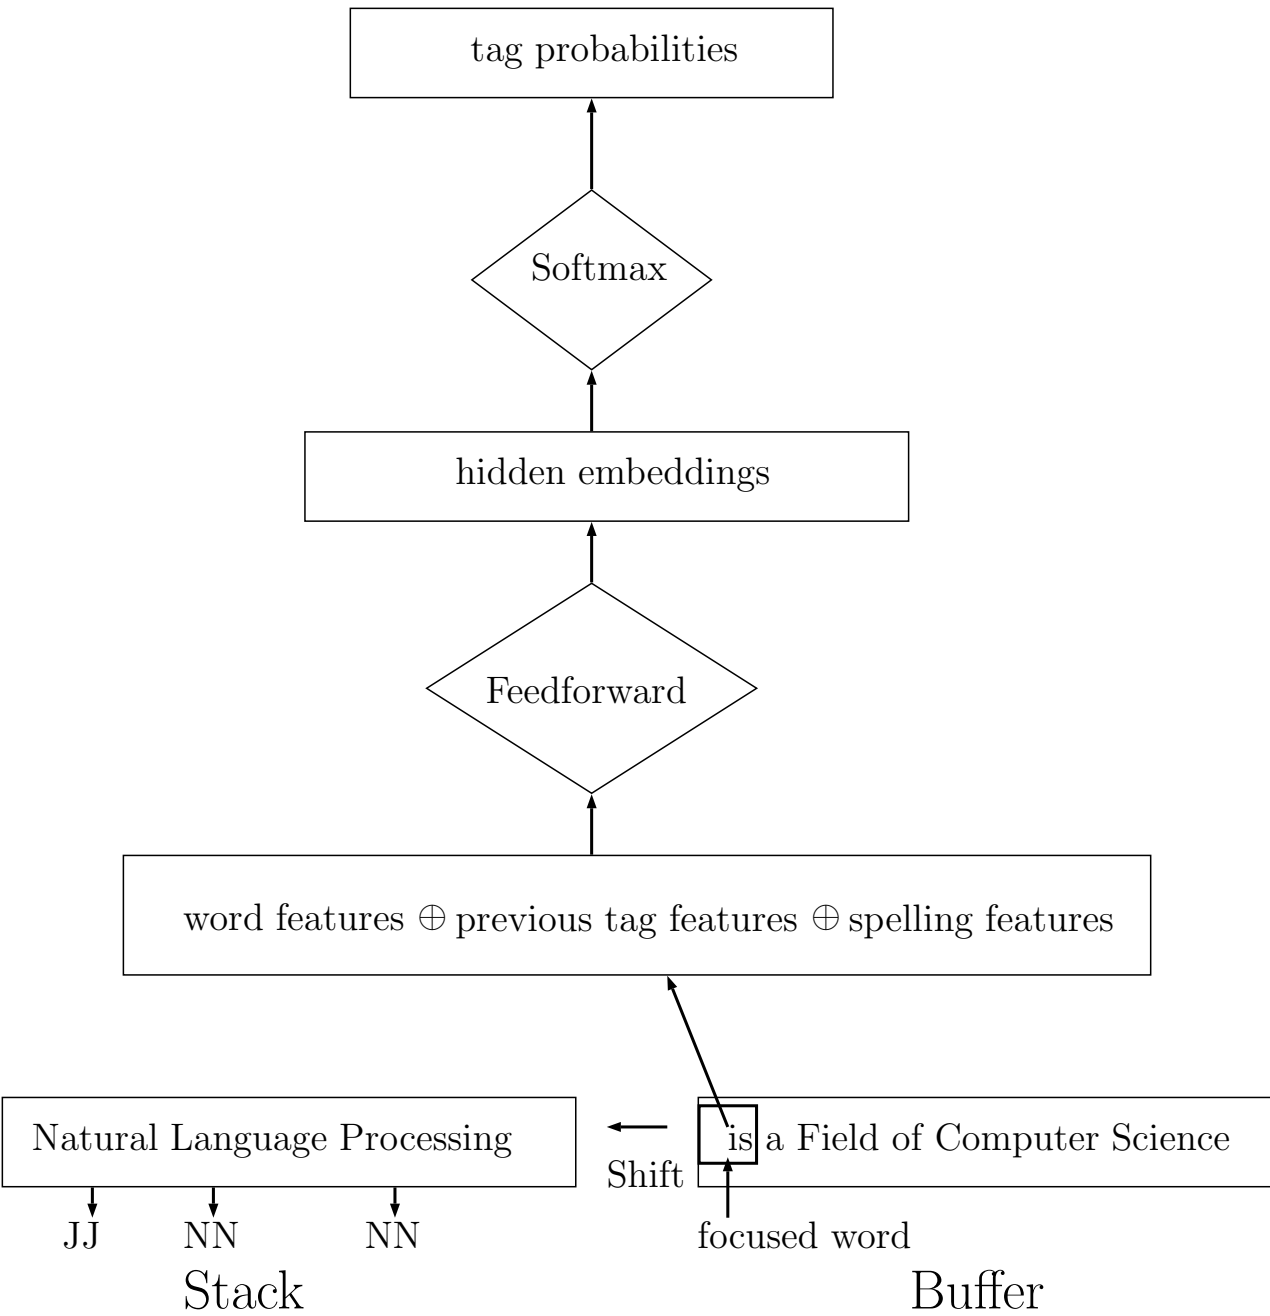 tag probabilities
Softmax
hidden embeddings
Feedforward
word features ⊕ previous tag features ⊕ spelling features
Natural Language Processing
Shift
is a Field of Computer Science
JJ NN NN
focused word
Stack
Buffer